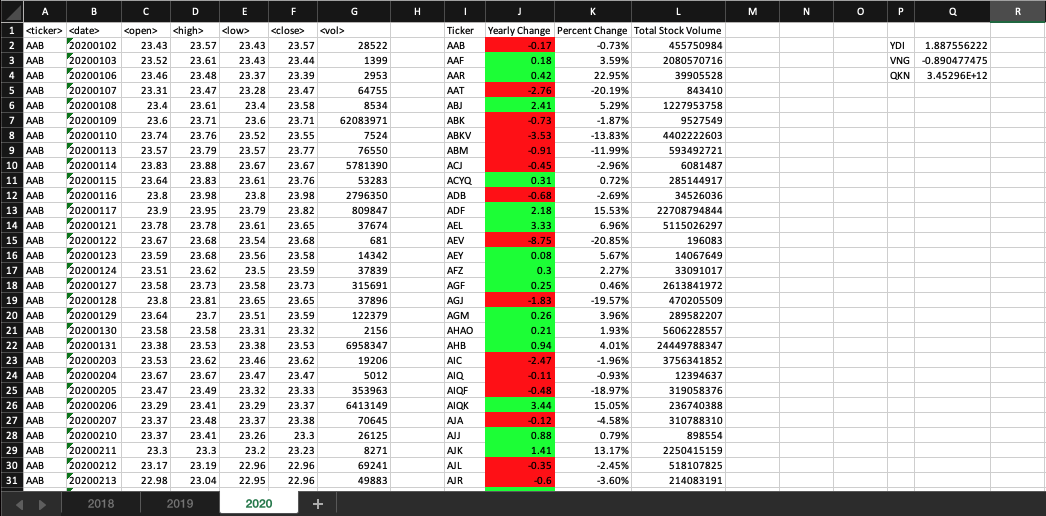 A B C D E F G H I J K L M N O P Q R
1 <ticker> <date> <open> <high> <low> <close> <vol> Ticker Yearly Change Percent Change Total Stock Volume
2 AAB 20200102 23.43 23.57 23.43 23.57 28522 AAB -0.17 -0.73% 455750984 YDI 1.887556222
3 AAB 20200103 23.52 23.61 23.43 23.44 1399 AAF 0.18 3.59% 2080570716 VNG -0.890477475
4 AAB 20200106 23.46 23.48 23.37 23.39 2953 AAR 0.42 22.95% 39905528 QKN 3.45296E+12
5 AAB 20200107 23.31 23.47 23.28 23.47 64755 AAT -2.76 -20.19% 843410
6 AAB 20200108 23.4 23.61 23.4 23.58 8534 ABJ 2.41 5.29% 1227953758
7 AAB 20200109 23.6 23.71 23.6 23.71 62083971 ABK -0.73 -1.87% 9527549
8 AAB 20200110 23.74 23.76 23.52 23.55 7524 ABKV -3.53 -13.83% 4402222603
9 AAB 20200113 23.57 23.79 23.57 23.77 76550 ABM -0.91 -11.99% 593492721
10 AAB 20200114 23.83 23.88 23.67 23.67 5781390 ACJ -0.45 -2.96% 6081487
11 AAB 20200115 23.64 23.83 23.61 23.76 53283 ACYQ 0.31 0.72% 285144917
12 AAB 20200116 23.8 23.98 23.8 23.98 2796350 ADB -0.68 -2.69% 34526036
13 AAB 20200117 23.9 23.95 23.79 23.82 809847 ADF 2.18 15.53% 22708794844
14 AAB 20200121 23.78 23.78 23.61 23.65 37674 AEL 3.33 6.96% 5115026297
15 AAB 20200122 23.67 23.68 23.54 23.68 681 AEV -8.75 -20.85% 196083
16 AAB 20200123 23.59 23.68 23.56 23.58 14342 AEY 0.08 5.67% 14067649
17 AAB 20200124 23.51 23.62 23.5 23.59 37839 AFZ 0.3 2.27% 33091017
18 AAB 20200127 23.58 23.73 23.58 23.73 315691 AGF 0.25 0.46% 2613841972
19 AAB 20200128 23.8 23.81 23.65 23.65 37896 AGJ -1.83 -19.57% 470205509
20 AAB 20200129 23.64 23.7 23.51 23.59 122379 AGM 0.26 3.96% 289582207
21 AAB 20200130 23.58 23.58 23.31 23.32 2156 AHAO 0.21 1.93% 5606228557
22 AAB 20200131 23.38 23.53 23.38 23.53 6958347 AHB 0.94 4.01% 24449788347
23 AAB 20200203 23.53 23.62 23.46 23.62 19206 AIC -2.47 -1.96% 3756341852
24 AAB 20200204 23.67 23.67 23.47 23.47 5012 AIQ -0.11 -0.93% 12394637
25 AAB 20200205 23.47 23.49 23.32 23.33 353963 AIQF -0.48 -18.97% 319058376
26 AAB 20200206 23.29 23.41 23.29 23.37 6413149 AIQK 3.44 15.05% 236740388
27 AAB 20200207 23.37 23.48 23.37 23.38 70645 AJA -0.12 -4.58% 310788310
28 AAB 20200210 23.37 23.41 23.26 23.3 26125 AJJ 0.88 0.79% 898554
29 AAB 20200211 23.3 23.3 23.2 23.23 8271 AJK 1.41 13.17% 2250415159
30 AAB 20200212 23.17 23.19 22.96 22.96 69241 AJL -0.35 -2.45% 518107825
31 AAB 20200213 22.98 23.04 22.95 22.96 49883 AJR -0.6 -3.60% 214083191
2018 2019 2020 +